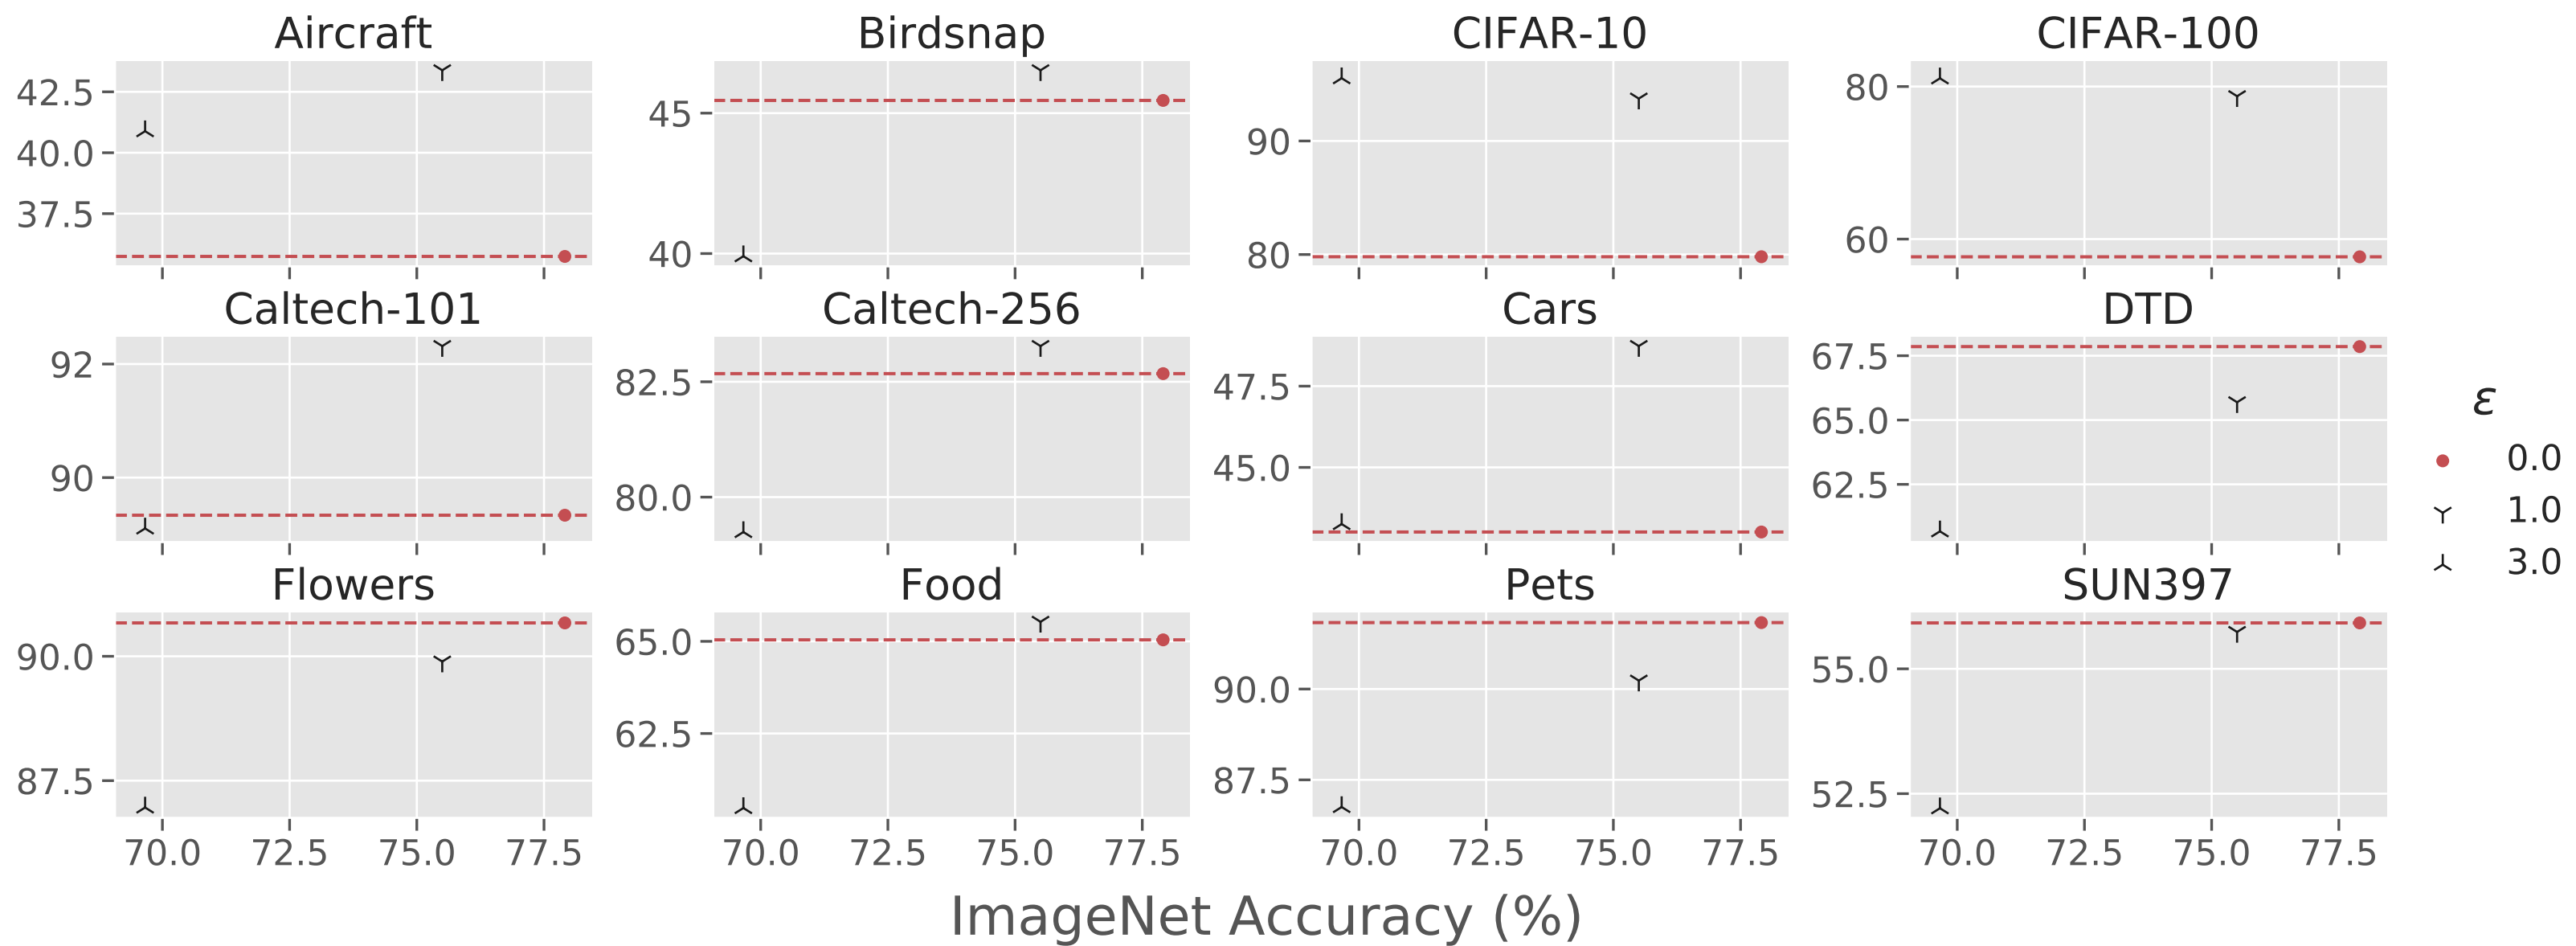 Aircraft Birdsnap CIFAR-10 CIFAR-100
42.5 40.0 37.5
45 40
90 80
80 60
Caltech-101 Caltech-256 Cars DTD
92 90
82.5 80.0
47.5 45.0
67.5 65.0 62.5
Flowers Food Pets SUN397
90.0 87.5
65.0 62.5
90.0 87.5
55.0 52.5
70.0 72.5 75.0 77.5 70.0 72.5 75.0 77.5 70.0 72.5 75.0 77.5 70.0 72.5 75.0 77.5
ImageNet Accuracy (%)
ε
0.0
1.0
3.0